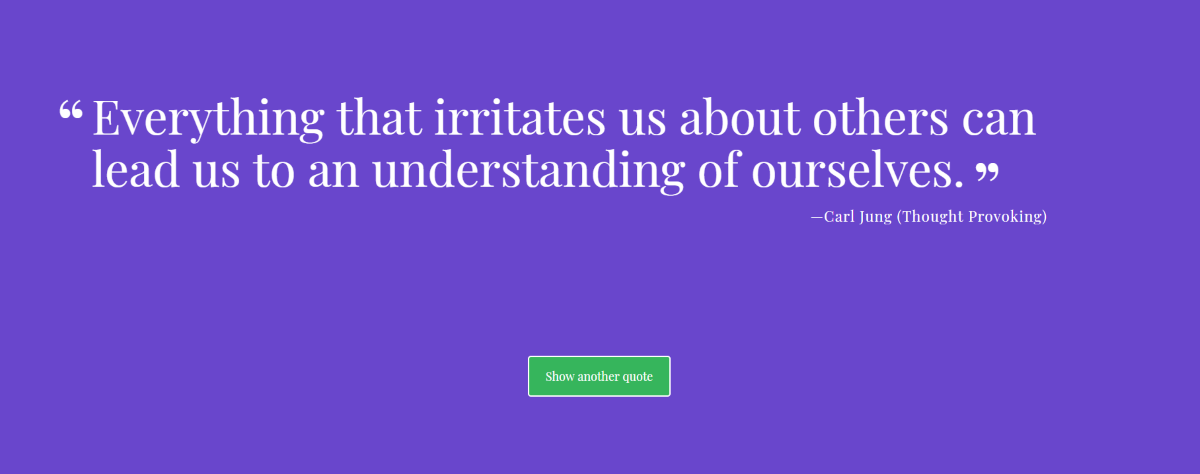 “Everything that irritates us about others can
lead us to an understanding of ourselves.”
—Carl Jung (Thought Provoking)
Show another quote